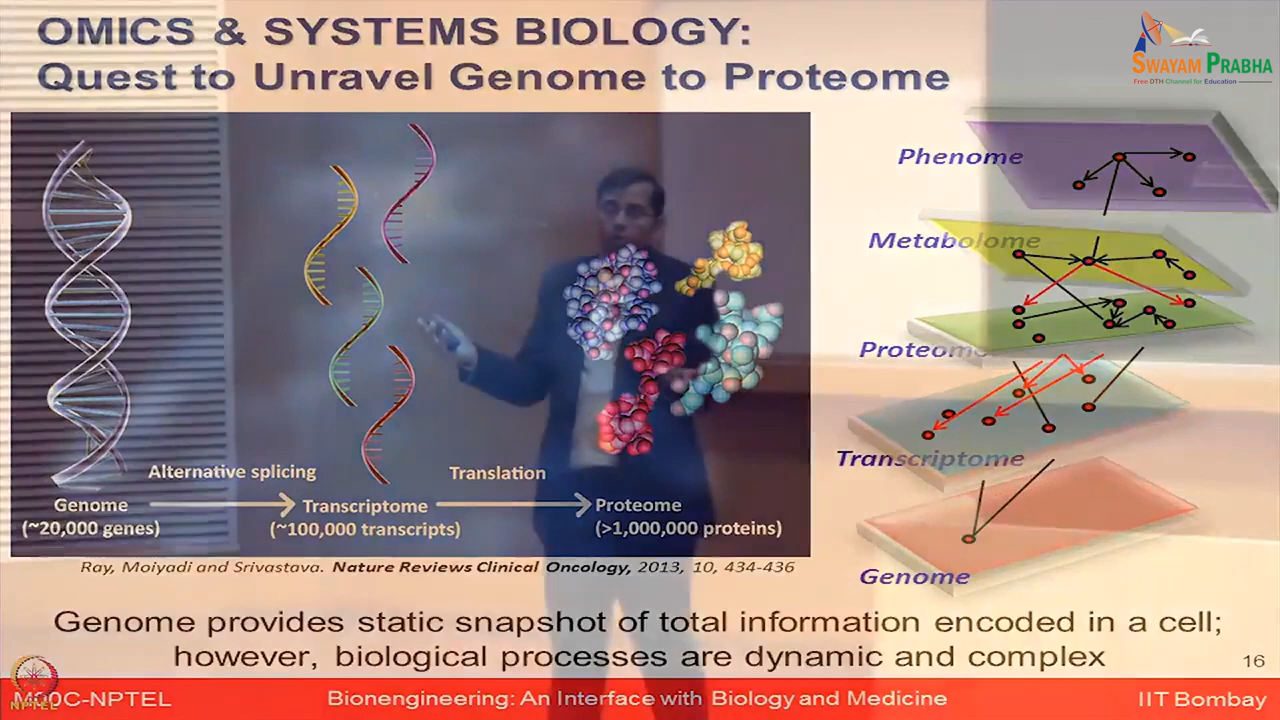 OMICS & SYSTEMS BIOLOGY:
Quest to Unravel Genome to Proteome
SWAYAM PRABHA
Free DTH Channel for Education
Phenome
Metabolome
Proteome
Transcriptome
Genome
Alternative splicing
Translation
Genome
(~20,000 genes)
Transcriptome
(~100,000 transcripts)
Proteome
(>1,000,000 proteins)
Ray, Moiyadi and Srivastava. Nature Reviews Clinical Oncology, 2013, 10, 434-436
Genome provides static snapshot of total information encoded in a cell;
however, biological processes are dynamic and complex
16
MOOC-NPTEL
NPTEL
Bionengineering: An Interface with Biology and Medicine
IIT Bombay